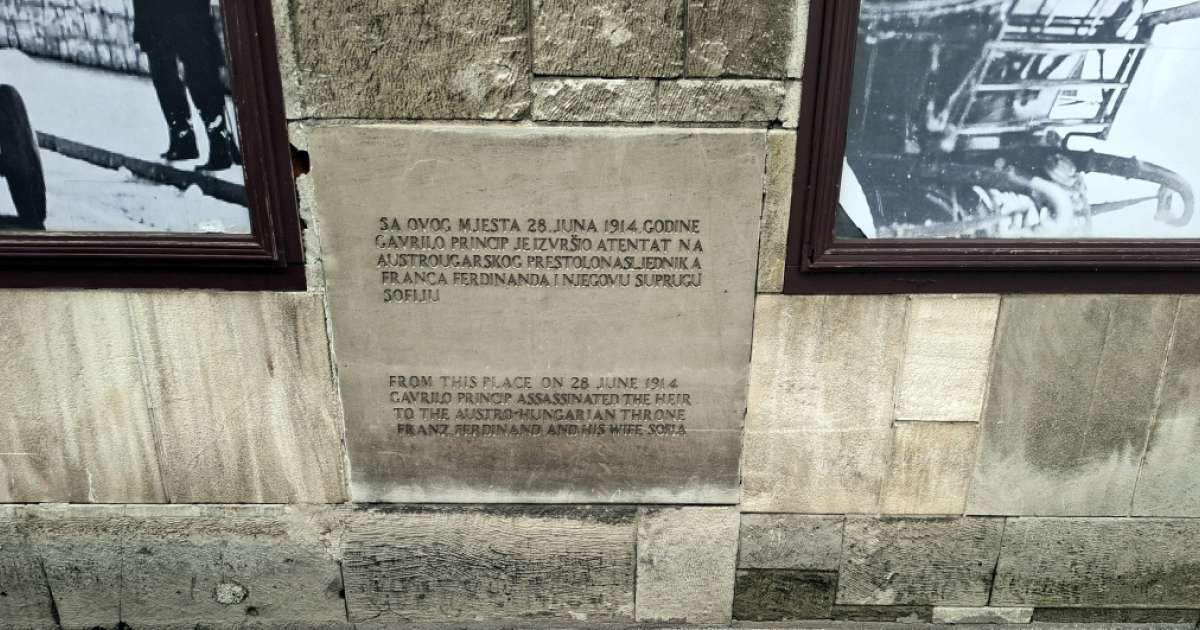 SA OVOG MJESTA 28. JUNA 1914. GODINE
GAVRILO PRINCIP JE IZVRŠIO ATENTAT NA
AUSTROUGARSKOG PRESTOLONASLJEDNIKA
FRANCA FERDINANDA I NJEGOVU SUPRUGU
SOFIJU
FROM THIS PLACE ON 28 JUNE 1914
GAVRILO PRINCIP ASSASSINATED THE HEIR
TO THE AUSTRO-HUNGARIAN THRONE
FRANZ FERDINAND AND HIS WIFE SOFIA